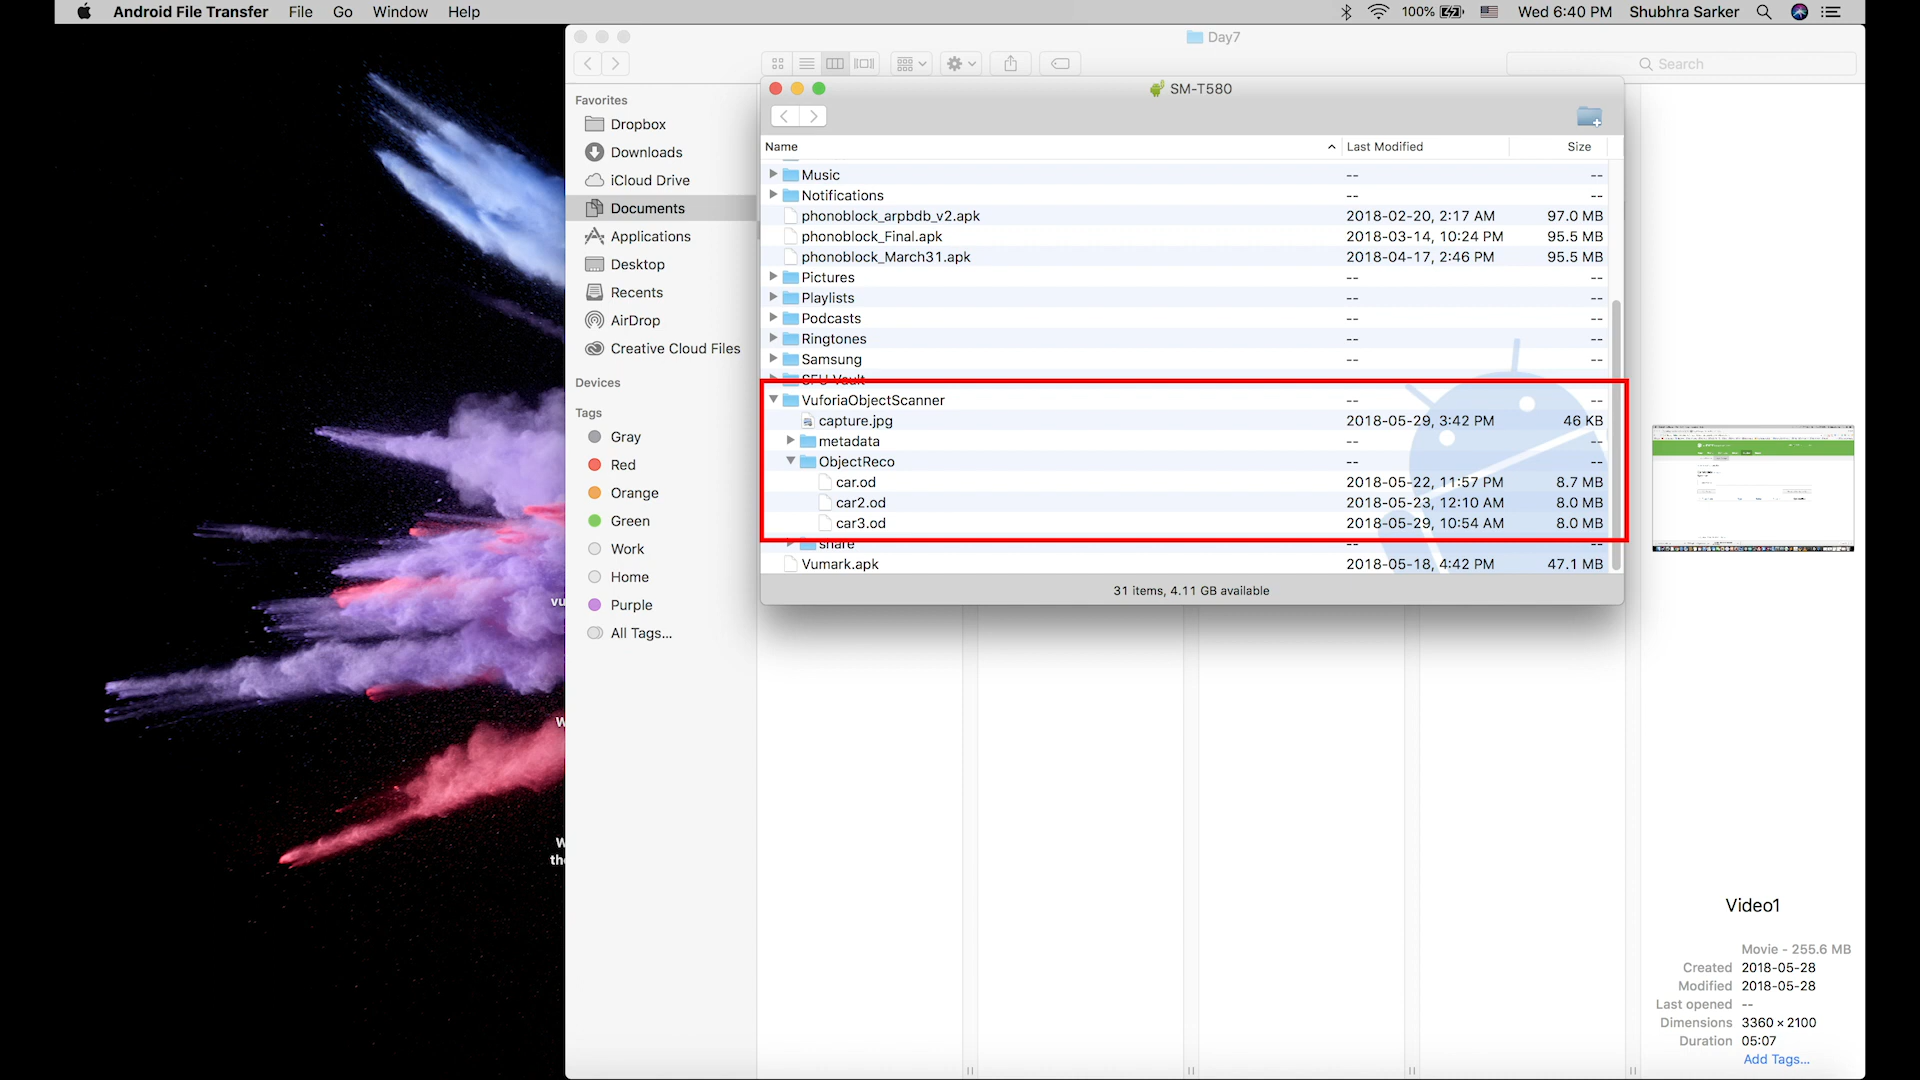 Android File Transfer File Go Window Help 100% Wed 6:40 PM Shubhra Sarker
Day7
Search
Favorites
Dropbox
Downloads
iCloud Drive
Documents
Applications
Desktop
Recents
AirDrop
Creative Cloud Files
Devices
Tags
Gray
Red
Orange
Green
Work
Home
Purple
All Tags...
vu
W
W
the
SM-T580
Name Last Modified Size
Music -- --
Notifications -- --
phonoblock_arpbdb_v2.apk 2018-02-20, 2:17 AM 97.0 MB
phonoblock_Final.apk 2018-03-14, 10:24 PM 95.5 MB
phonoblock_March31.apk 2018-04-17, 2:46 PM 95.5 MB
Pictures -- --
Playlists -- --
Podcasts -- --
Ringtones -- --
Samsung -- --
SFU Vault
VuforiaObjectScanner -- --
capture.jpg 2018-05-29, 3:42 PM 46 KB
metadata -- --
ObjectReco -- --
car.od 2018-05-22, 11:57 PM 8.7 MB
car2.od 2018-05-23, 12:10 AM 8.0 MB
car3.od 2018-05-29, 10:54 AM 8.0 MB
share -- --
Vumark.apk 2018-05-18, 4:42 PM 47.1 MB
31 items, 4.11 GB available
Video1
Movie - 255.6 MB
Created 2018-05-28
Modified 2018-05-28
Last opened --
Dimensions 3360 × 2100
Duration 05:07
Add Tags...